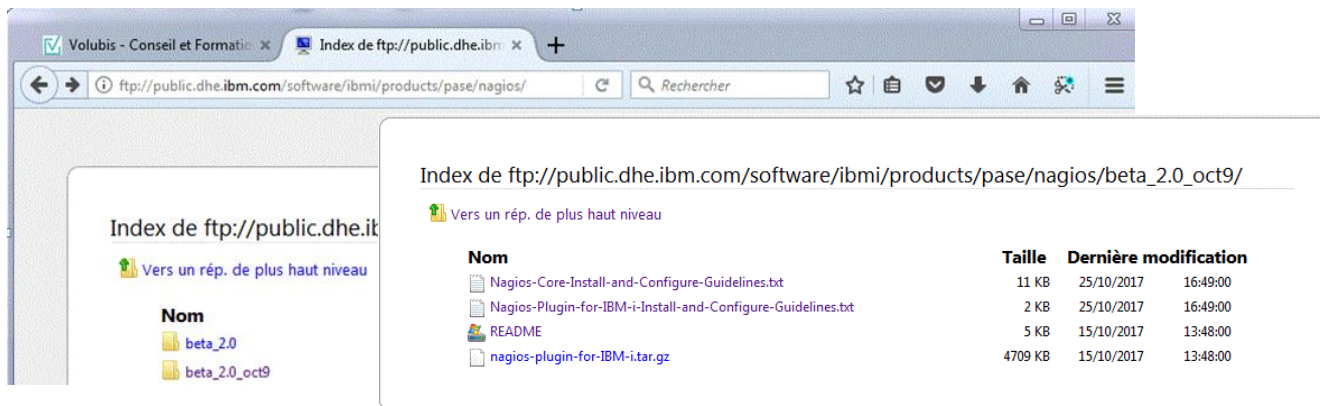 Volubis - Conseil et Formatio
Index de ftp://public.dhe.ibm
ftp://public.dhe.ibm.com/software/ibmi/products/pase/nagios/
Rechercher
Index de ftp://public.dhe.ib
Vers un rép. de plus haut niveau
Nom
beta_2.0
beta_2.0_oct9
Index de ftp://public.dhe.ibm.com/software/ibmi/products/pase/nagios/beta_2.0_oct9/
Vers un rép. de plus haut niveau
Nom Taille Dernière modification
Nagios-Core-Install-and-Configure-Guidelines.txt 11 KB 25/10/2017 16:49:00
Nagios-Plugin-for-IBM-i-Install-and-Configure-Guidelines.txt 2 KB 25/10/2017 16:49:00
README 5 KB 15/10/2017 13:48:00
nagios-plugin-for-IBM-i.tar.gz 4709 KB 15/10/2017 13:48:00